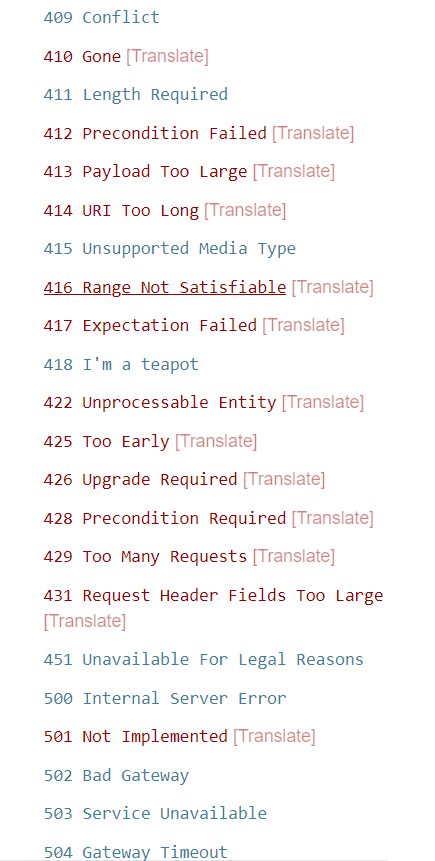 409 Conflict
410 Gone [Translate]
411 Length Required
412 Precondition Failed [Translate]
413 Payload Too Large [Translate]
414 URI Too Long [Translate]
415 Unsupported Media Type
416 Range Not Satisfiable [Translate]
417 Expectation Failed [Translate]
418 I'm a teapot
422 Unprocessable Entity [Translate]
425 Too Early [Translate]
426 Upgrade Required [Translate]
428 Precondition Required [Translate]
429 Too Many Requests [Translate]
431 Request Header Fields Too Large
[Translate]
451 Unavailable For Legal Reasons
500 Internal Server Error
501 Not Implemented [Translate]
502 Bad Gateway
503 Service Unavailable
504 Gateway Timeout